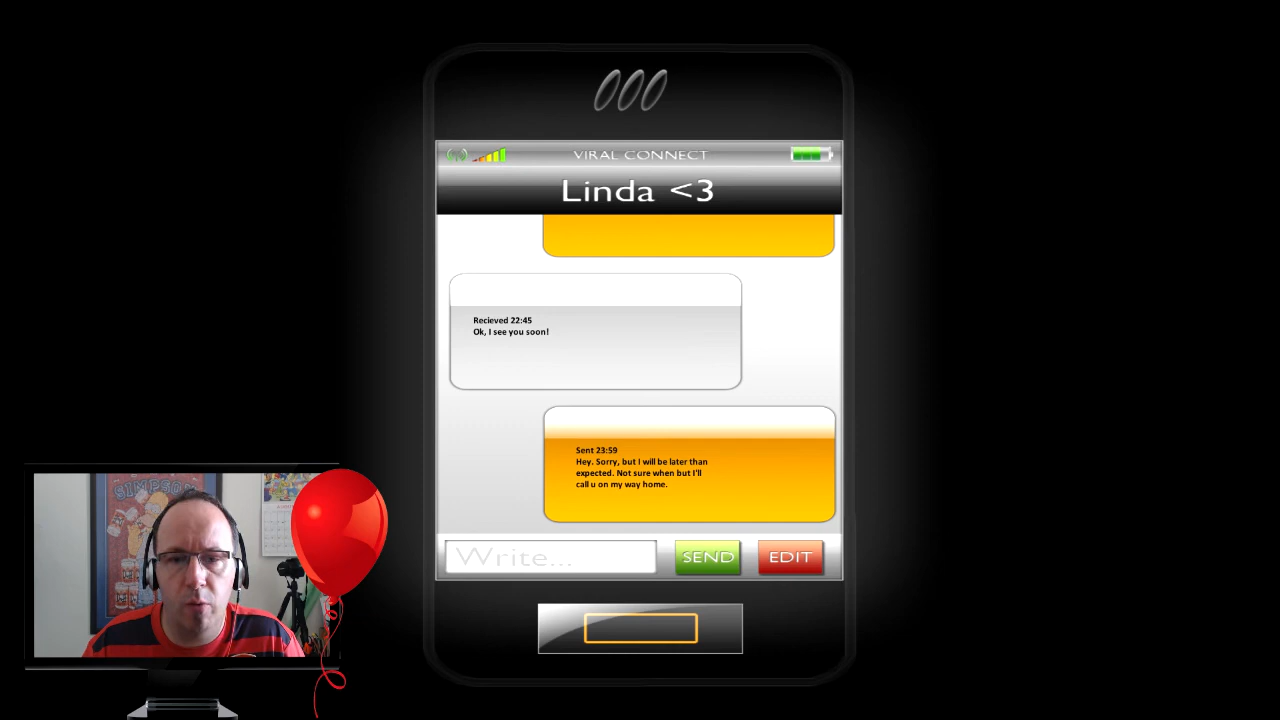 VIRAL CONNECT
Linda <3
Recieved 22:45
Ok, I see you soon!
Sent 23:59
Hey. Sorry, but I will be later than
expected. Not sure when but I'll
call u on my way home.
Write...
SEND
EDIT
SIMPSON